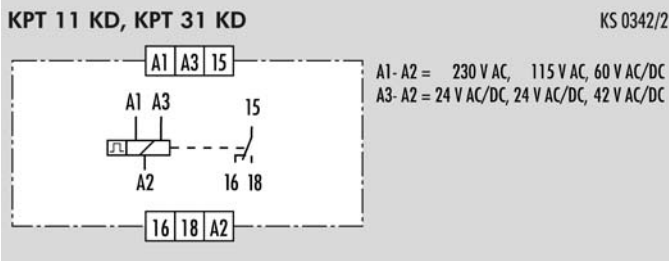 KPT 11 KD, KPT 31 KD KS 0342/2
A1 A3 15
A1- A2 = 230 V AC, 115 V AC, 60 V AC/DC
A3- A2 = 24 V AC/DC, 24 V AC/DC, 42 V AC/DC
A1 A3 15
A2 16 18
16 18 A2